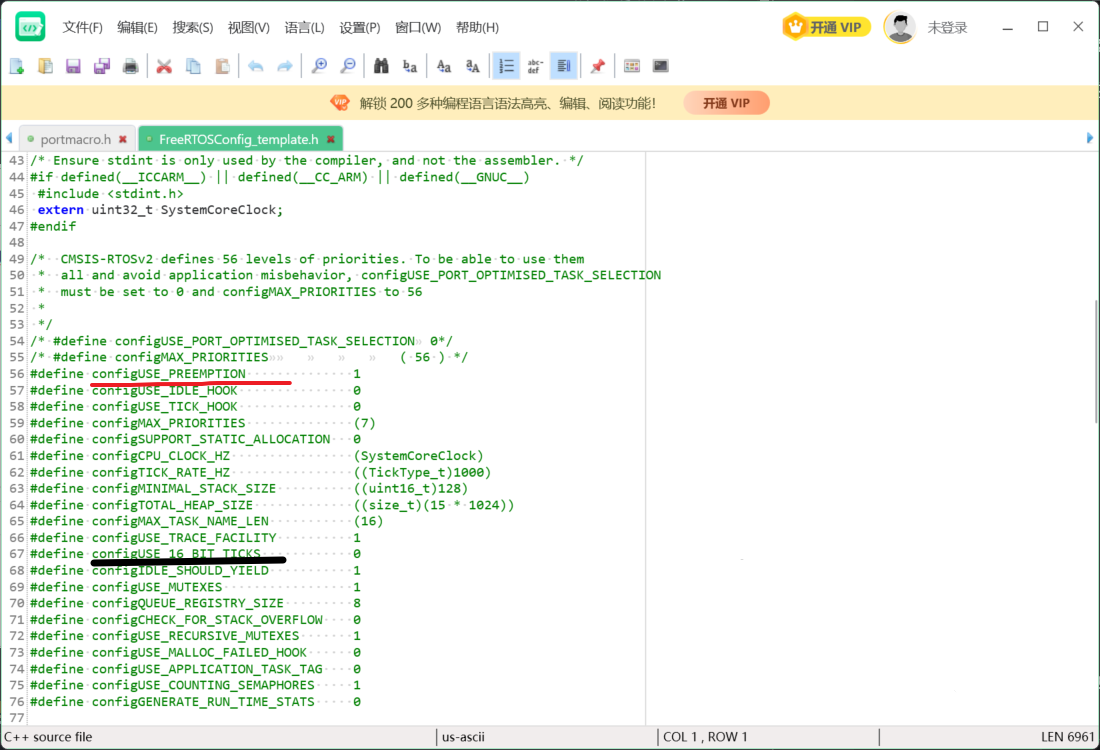 文件(F) 编辑(E) 搜索(S) 视图(V) 语言(L) 设置(P) 窗口(W) 帮助(H) 开通 VIP 未登录
VIP 解锁 200 多种编程语言语法高亮、编辑、阅读功能! 开通 VIP
portmacro.h FreeRTOSConfig_template.h
43 /* Ensure stdint is only used by the compiler, and not the assembler. */
44 #if defined(__ICCARM__) || defined(__CC_ARM) || defined(__GNUC__)
45 #include <stdint.h>
46 extern uint32_t SystemCoreClock;
47 #endif
48
49 /* CMSIS-RTOSv2 defines 56 levels of priorities. To be able to use them
50 * all and avoid application misbehavior, configUSE_PORT_OPTIMISED_TASK_SELECTION
51 * must be set to 0 and configMAX_PRIORITIES to 56
52 *
53 */
54 /* #define configUSE_PORT_OPTIMISED_TASK_SELECTION 0*/
55 /* #define configMAX_PRIORITIES ( 56 ) */
56 #define configUSE_PREEMPTION 1
57 #define configUSE_IDLE_HOOK 0
58 #define configUSE_TICK_HOOK 0
59 #define configMAX_PRIORITIES (7)
60 #define configSUPPORT_STATIC_ALLOCATION 0
61 #define configCPU_CLOCK_HZ (SystemCoreClock)
62 #define configTICK_RATE_HZ ((TickType_t)1000)
63 #define configMINIMAL_STACK_SIZE ((uint16_t)128)
64 #define configTOTAL_HEAP_SIZE ((size_t)(15 * 1024))
65 #define configMAX_TASK_NAME_LEN (16)
66 #define configUSE_TRACE_FACILITY 1
67 #define configUSE_16_BIT_TICKS 0
68 #define configIDLE_SHOULD_YIELD 1
69 #define configUSE_MUTEXES 1
70 #define configQUEUE_REGISTRY_SIZE 8
71 #define configCHECK_FOR_STACK_OVERFLOW 0
72 #define configUSE_RECURSIVE_MUTEXES 1
73 #define configUSE_MALLOC_FAILED_HOOK 0
74 #define configUSE_APPLICATION_TASK_TAG 0
75 #define configUSE_COUNTING_SEMAPHORES 1
76 #define configGENERATE_RUN_TIME_STATS 0
77
C++ source file us-ascii COL 1 , ROW 1 LEN 6961